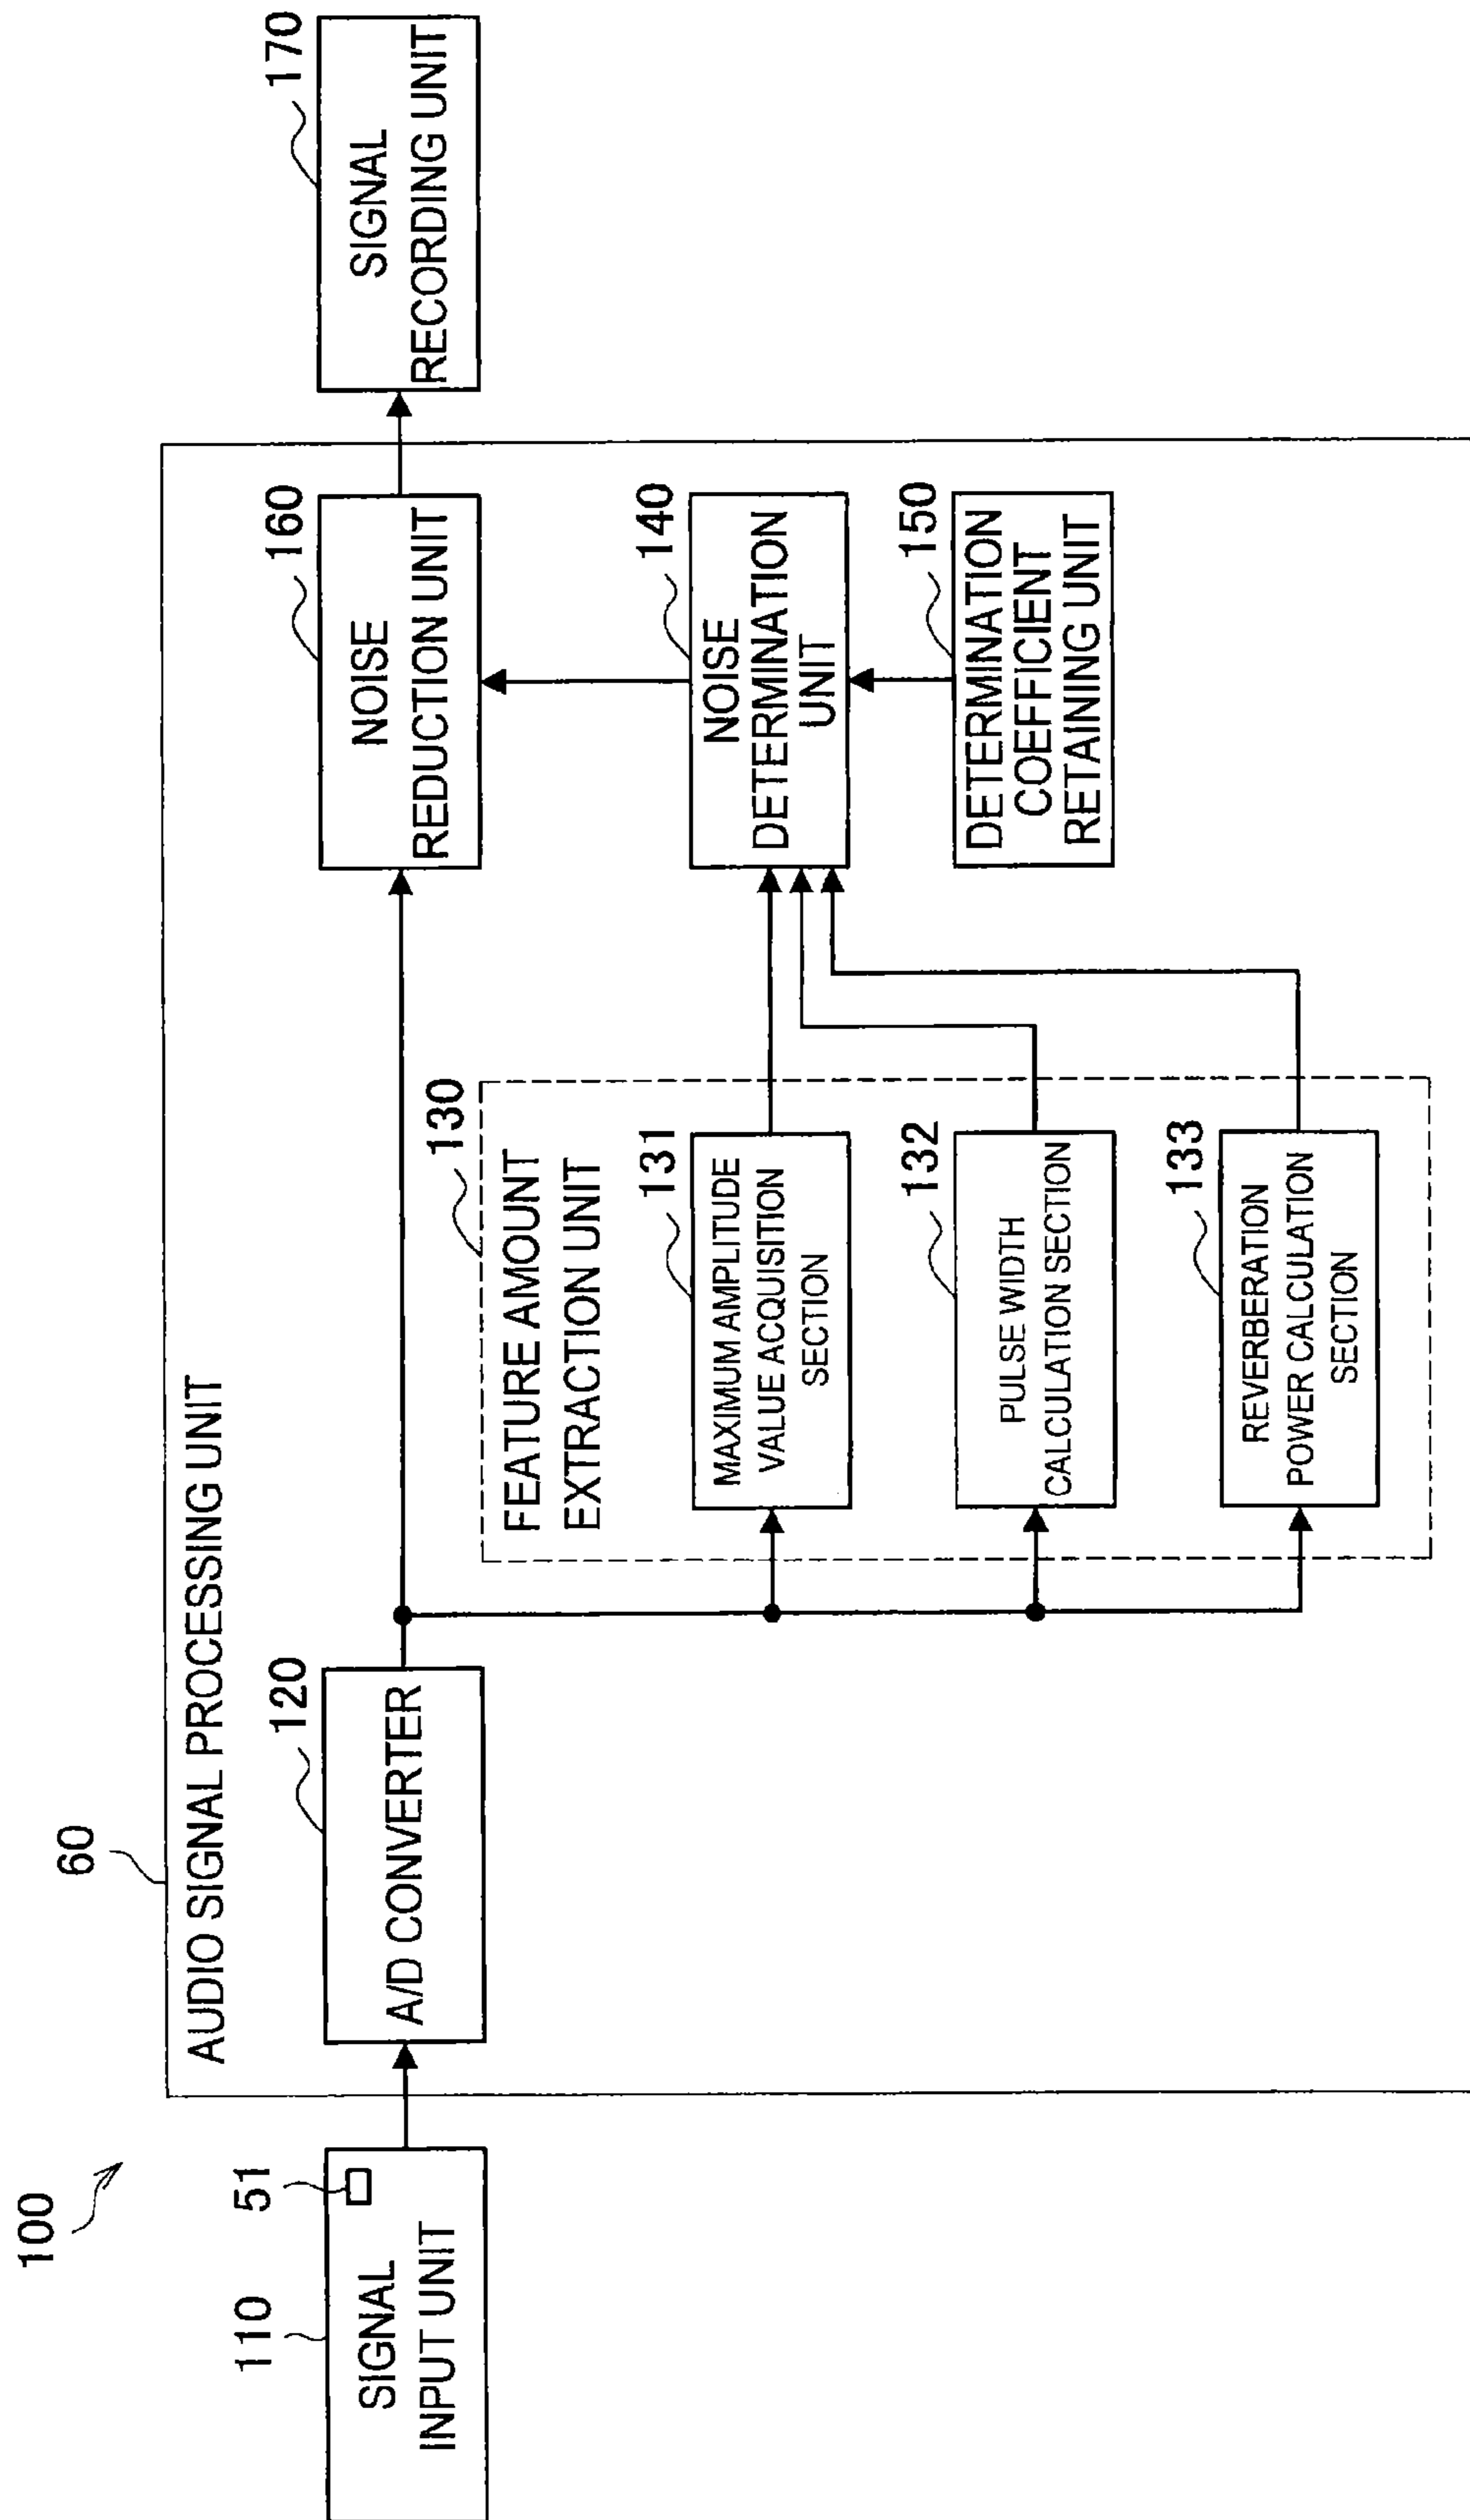 100
60
AUDIO SIGNAL PROCESSING UNIT
110
51
SIGNAL
INPUT UNIT
120
A/D CONVERTER
160
NOISE
REDUCTION UNIT
170
SIGNAL
RECORDING UNIT
130
FEATURE AMOUNT
EXTRACTION UNIT
131
MAXIMUM AMPLITUDE
VALUE ACQUISITION
SECTION
140
NOISE
DETERMINATION
UNIT
132
PULSE WIDTH
CALCULATION SECTION
150
DETERMINATION
COEFFICIENT
RETAINING UNIT
133
REVERBERATION
POWER CALCULATION
SECTION